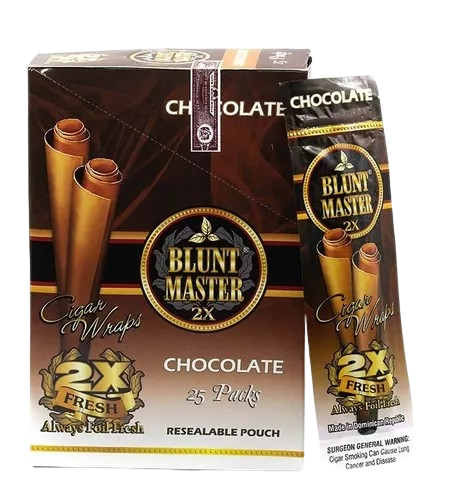 CHOCOLATE
BLUNT
MASTER
2X
Cigar
Wraps
2X
FRESH
Always Foil Fresh
CHOCOLATE
25 Packs
RESEALABLE POUCH
CHOCOLATE
BLUNT
MASTER
2X
Cigar
Wraps
2X
FRESH
Always Foil Fresh
Made in Dominican Republic
SURGEON GENERAL WARNING:
Cigar Smoking Can Cause Lung
Cancer and Disease